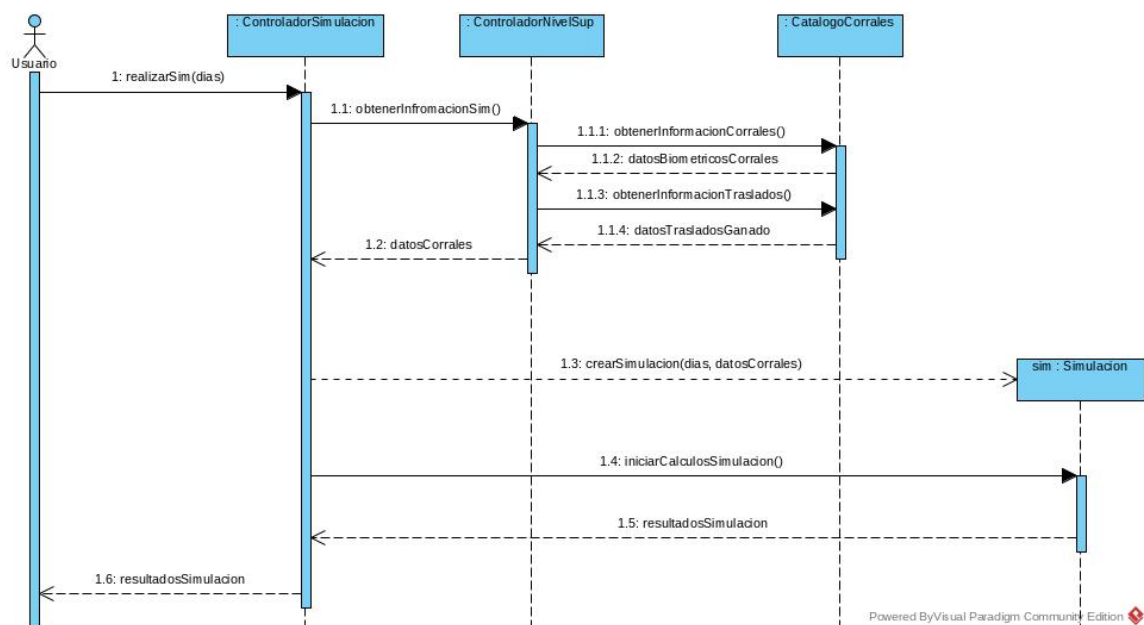 : ControladorSimulacion
: ControladorNivelSup
: CatalogoCorrales
Usuario
1: realizarSim(dias)
1.1: obtenerInfromacionSim()
1.1.1: obtenerInformacionCorrales()
1.1.2: datosBiometricosCorrales
1.1.3: obtenerInformacionTraslados()
1.1.4: datosTrasladosGanado
1.2: datosCorrales
1.3: crearSimulacion(dias, datosCorrales)
sim : Simulacion
1.4: iniciarCalculosSimulacion()
1.5: resultadosSimulacion
1.6: resultadosSimulacion
Powered ByVisual Paradigm Community Edition